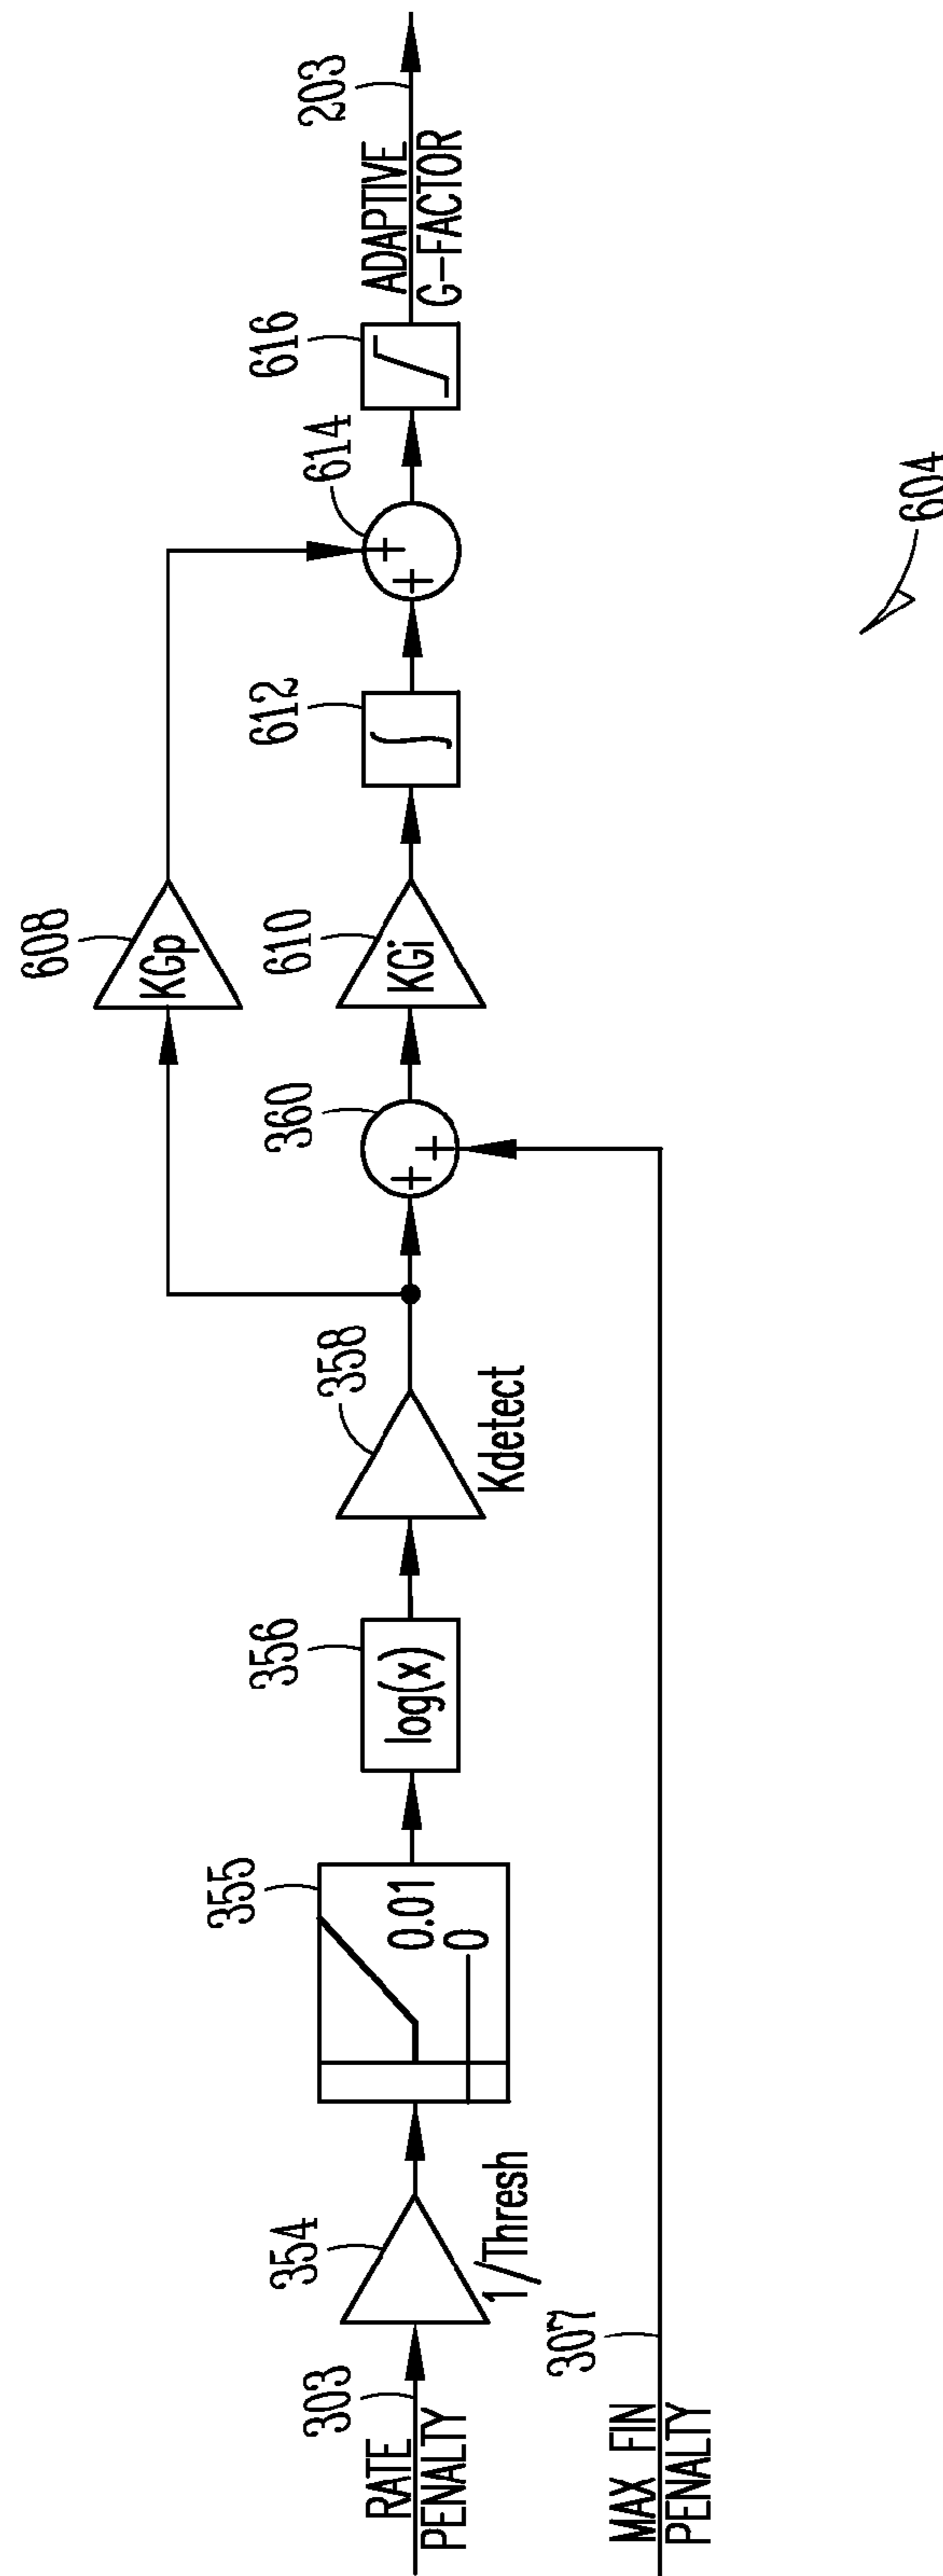 RATE
PENALTY
303
354
1/Thresh
355
0.01
0
356
log(x)
358
Kdetect
360
+
+
608
KGp
610
KGi
612
∫
614
+
+
616
ADAPTIVE
G-FACTOR
203
MAX FIN
PENALTY
307
604